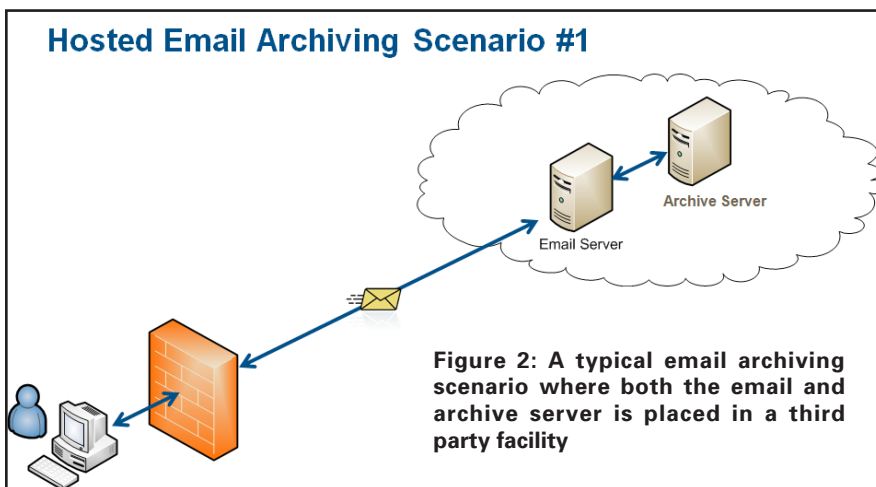 Hosted Email Archiving Scenario #1
Archive Server
Email Server
Figure 2: A typical email archiving
scenario where both the email and
archive server is placed in a third
party facility